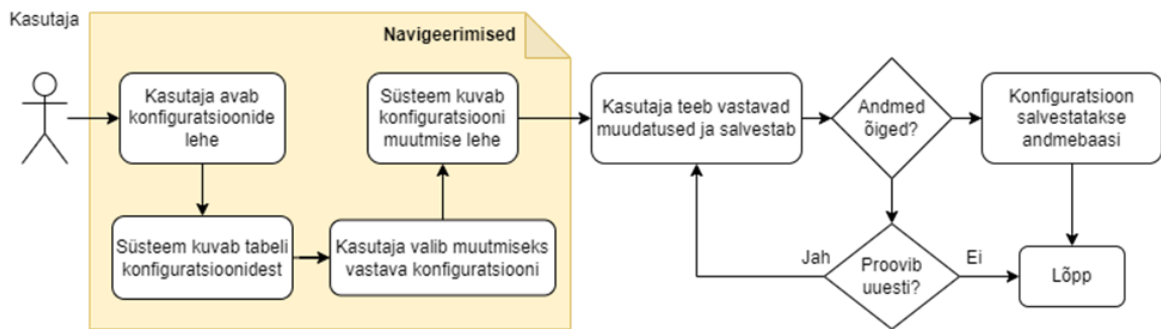 Kasutaja
Navigeerimised
Kasutaja avab
konfiguratsioonide
lehe
Süsteem kuvab tabeli
konfiguratsioonidest
Kasutaja valib muutmiseks
vastava konfiguratsiooni
Süsteem kuvab
konfiguratsiooni
muutmise lehe
Kasutaja teeb vastavad
muudatused ja salvestab
Andmed
õiged?
Konfiguratsioon
salvestatakse
andmebaasi
Jah
Proovib
uuesti?
Ei
Lõpp